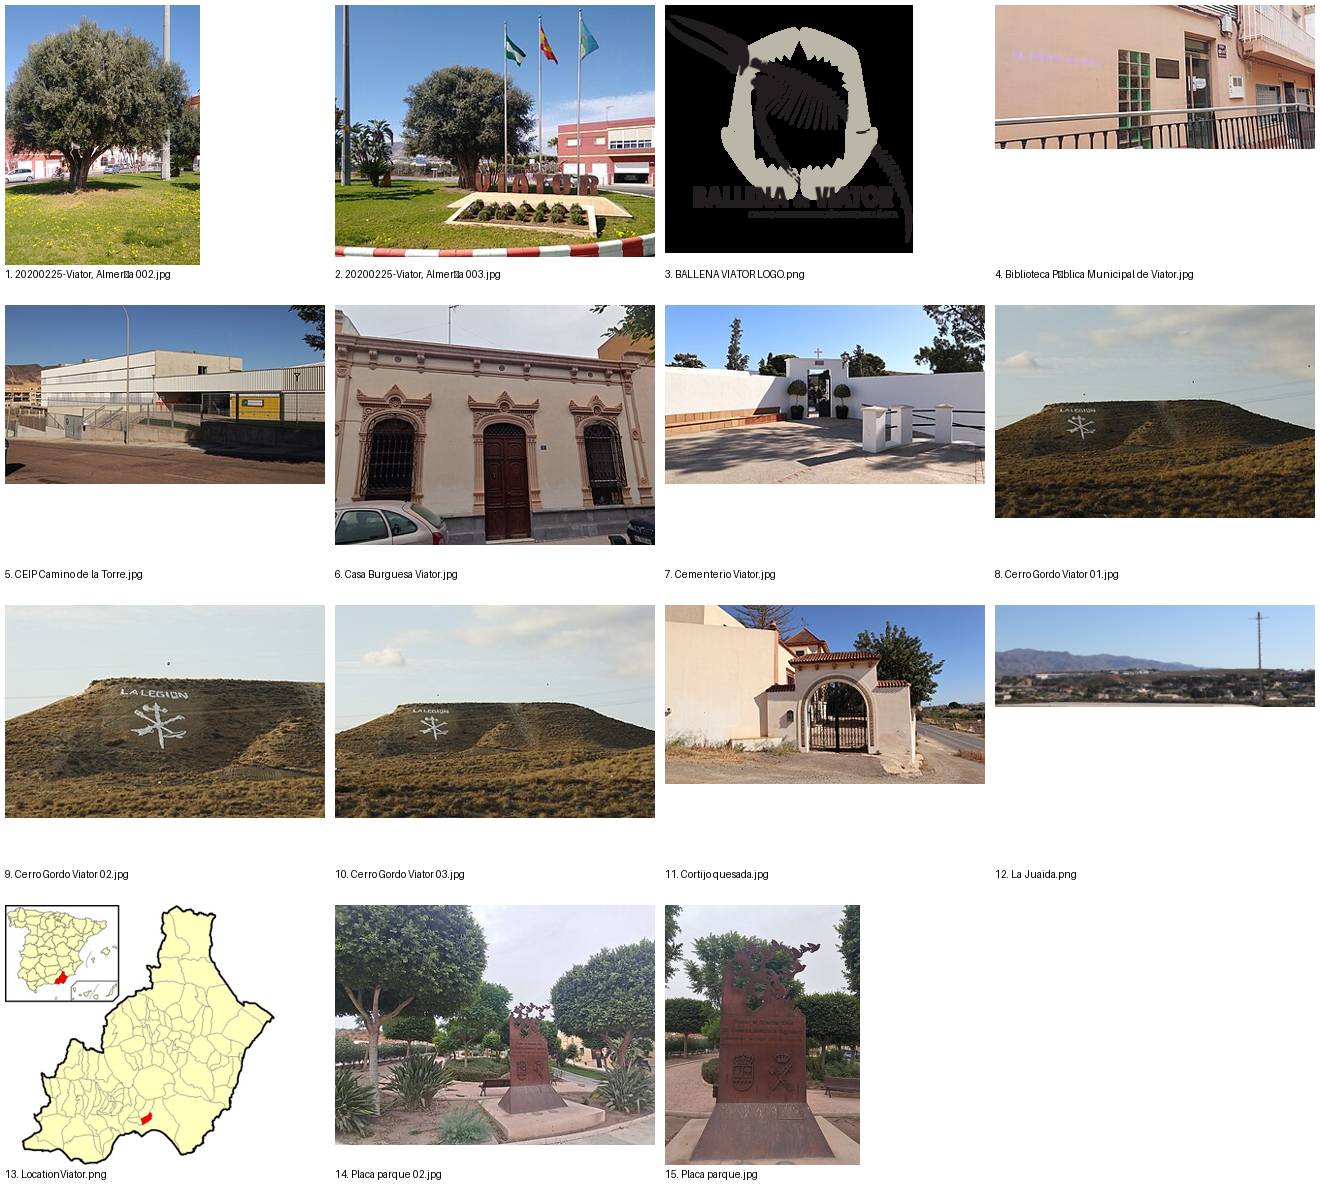 VIATOR
BALLENA DE VIATOR
1. 20200225-Viator, Almer▯a 002.jpg
2. 20200225-Viator, Almer▯a 003.jpg
3. BALLENA VIATOR LOGO.png
4. Biblioteca P▯blica Municipal de Viator.jpg
LA LEGION
5. CEIP Camino de la Torre.jpg
6. Casa Burguesa Viator.jpg
7. Cementerio Viator.jpg
8. Cerro Gordo Viator 01.jpg
LA LEGION
LA LEGION
9. Cerro Gordo Viator 02.jpg
10. Cerro Gordo Viator 03.jpg
11. Cortijo quesada.jpg
12. La Juaida.png
13. LocationViator.png
14. Placa parque 02.jpg
15. Placa parque.jpg